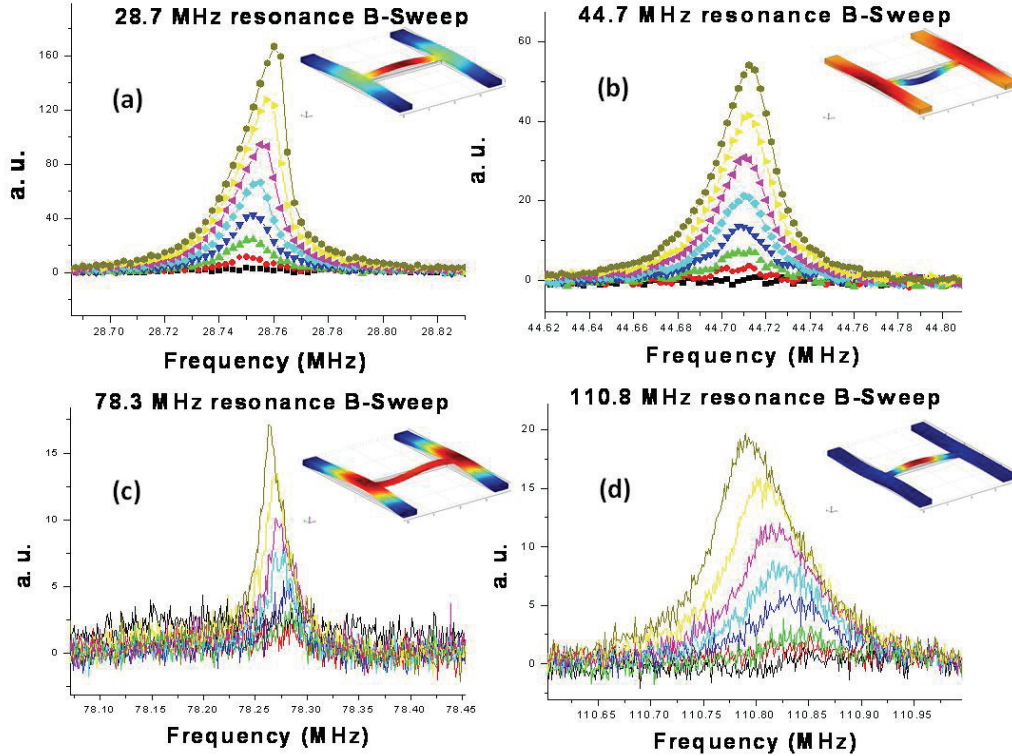 28.7 MHz resonance B-Sweep
(a)
a. u.
160
120
80
40
0
28.70 28.72 28.74 28.76 28.78 28.80 28.82
Frequency (MHz)
44.7 MHz resonance B-Sweep
(b)
a. u.
60
40
20
0
44.62 44.64 44.66 44.68 44.70 44.72 44.74 44.76 44.78 44.80
Frequency (MHz)
78.3 MHz resonance B-Sweep
(c)
a. u.
15
10
5
0
78.10 78.15 78.20 78.25 78.30 78.35 78.40 78.45
Frequency (MHz)
110.8 MHz resonance B-Sweep
(d)
a. u.
20
15
10
5
0
110.65 110.70 110.75 110.80 110.85 110.90 110.95
Frequency (MHz)